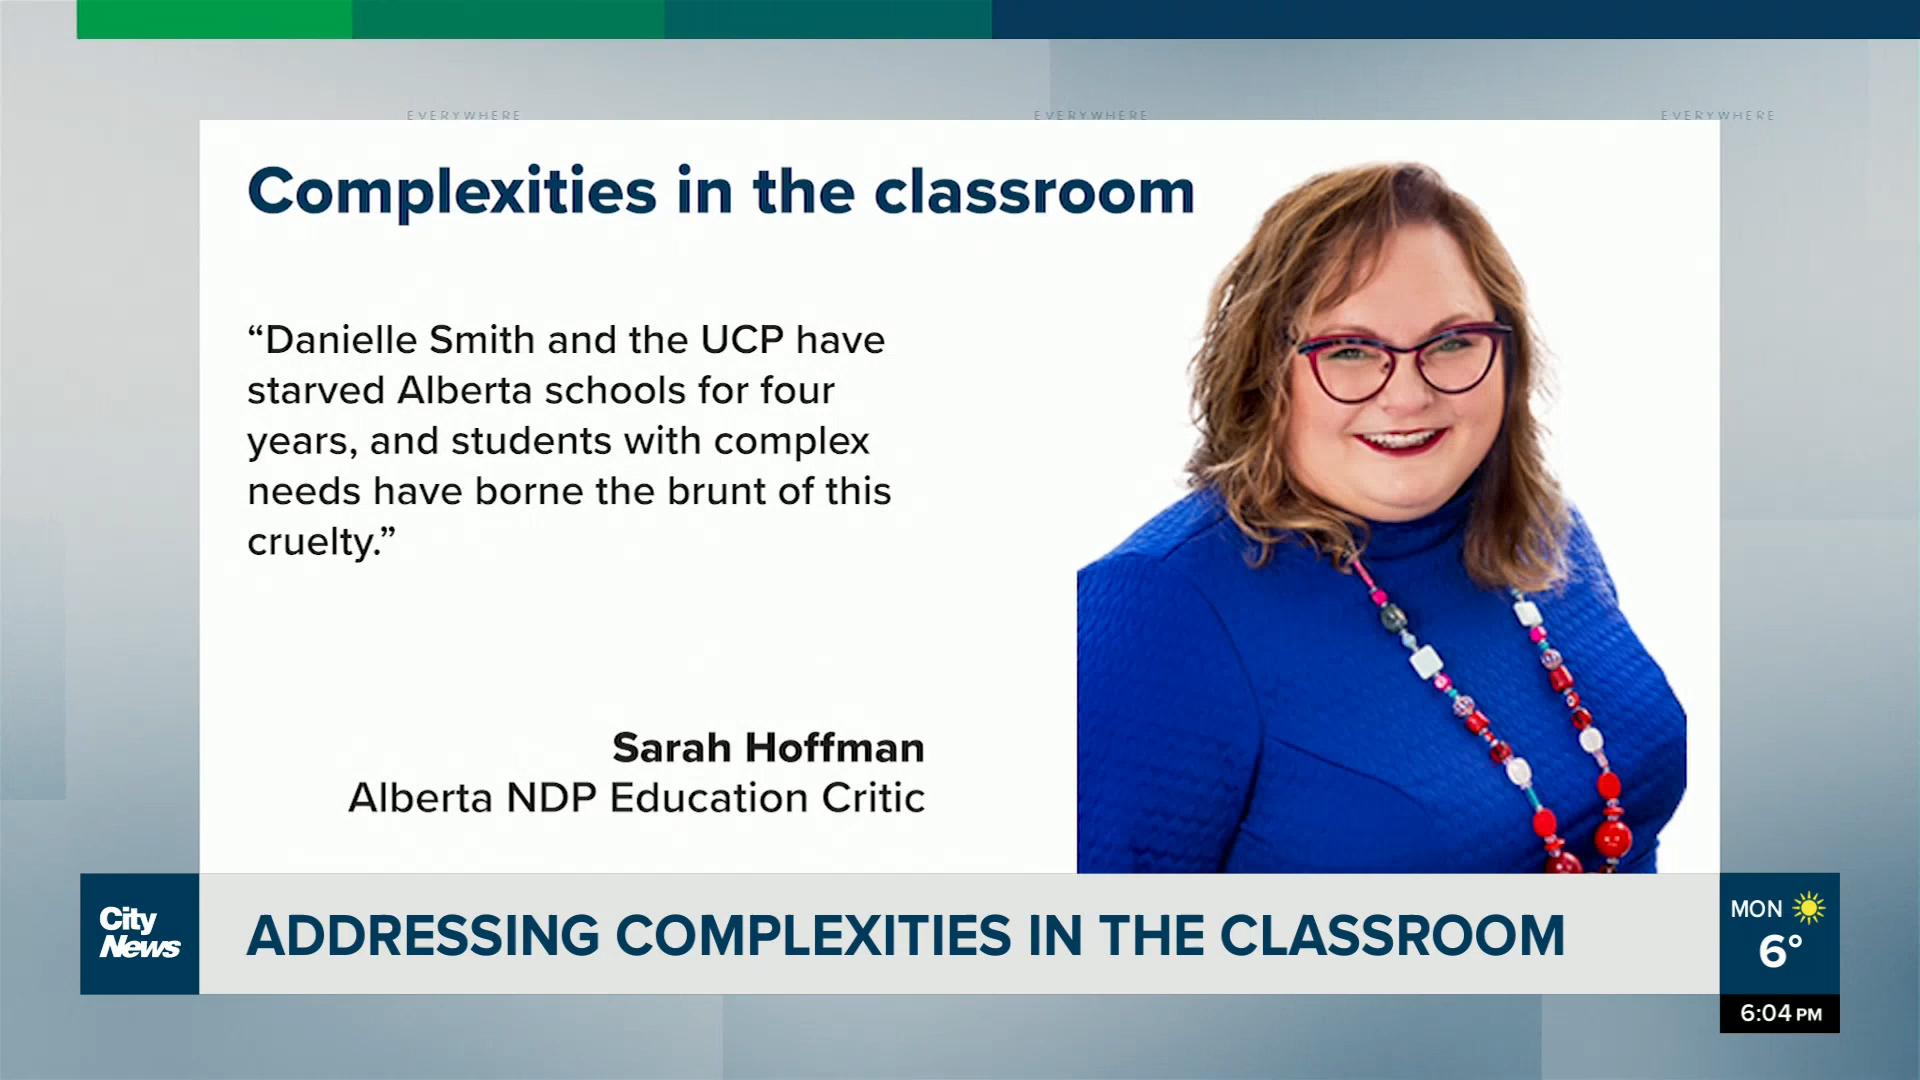 EVERYWHERE EVERYWHERE EVERYWHERE
Complexities in the classroom
“Danielle Smith and the UCP have
starved Alberta schools for four
years, and students with complex
needs have borne the brunt of this
cruelty.”
Sarah Hoffman
Alberta NDP Education Critic
City
News
ADDRESSING COMPLEXITIES IN THE CLASSROOM
MON
6°
6:04 PM